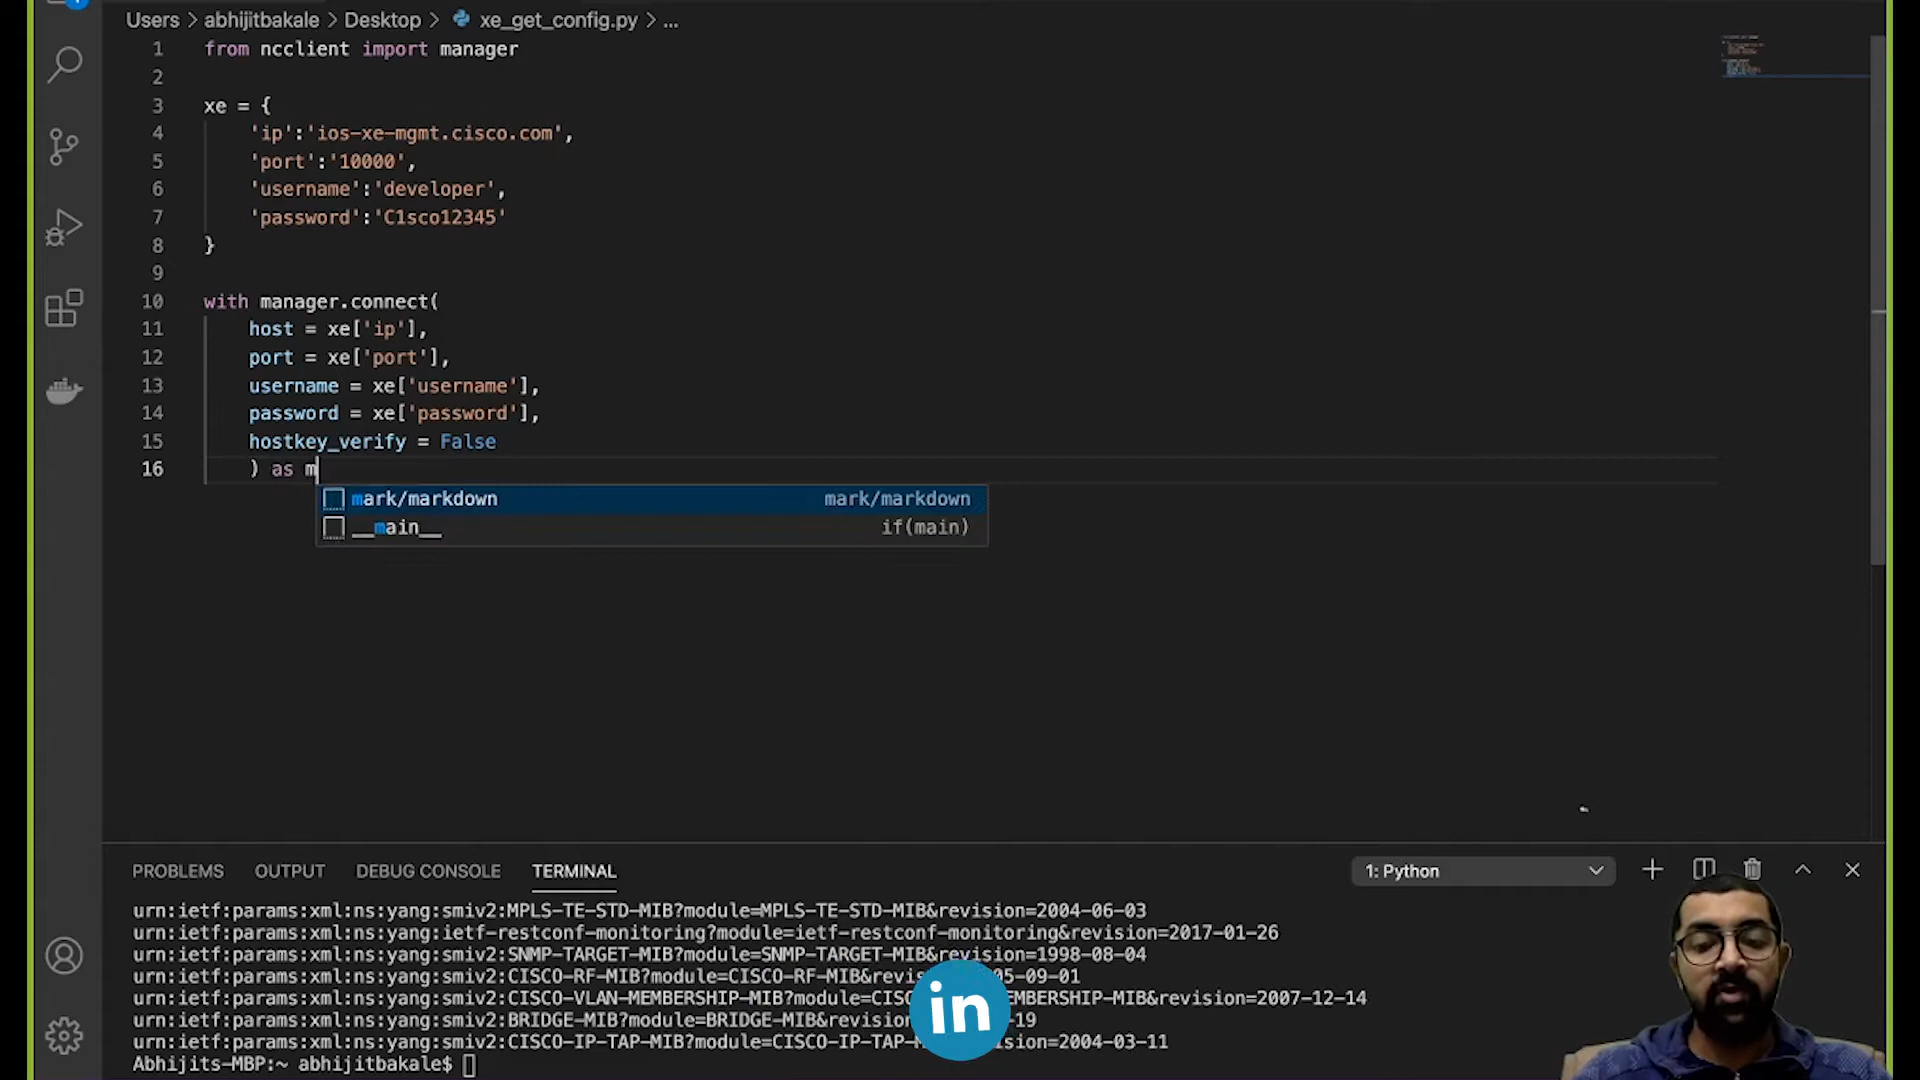 Users > abhijitbakale > Desktop > xe_get_config.py > ...
1 from ncclient import manager
2
3 xe = {
4 'ip':'ios-xe-mgmt.cisco.com',
5 'port':'10000',
6 'username':'developer',
7 'password':'C1sco12345'
8 }
9
10 with manager.connect(
11 host = xe['ip'],
12 port = xe['port'],
13 username = xe['username'],
14 password = xe['password'],
15 hostkey_verify = False
16 ) as m
mark/markdown mark/markdown
__main__ if(main)
PROBLEMS OUTPUT DEBUG CONSOLE TERMINAL 1: Python
urn:ietf:params:xml:ns:yang:smiv2:MPLS-TE-STD-MIB?module=MPLS-TE-STD-MIB&revision=2004-06-03
urn:ietf:params:xml:ns:yang:ietf-restconf-monitoring?module=ietf-restconf-monitoring&revision=2017-01-26
urn:ietf:params:xml:ns:yang:smiv2:SNMP-TARGET-MIB?module=SNMP-TARGET-MIB&revision=1998-08-04
urn:ietf:params:xml:ns:yang:smiv2:CISCO-RF-MIB?module=CISCO-RF-MIB&revis 05-09-01
urn:ietf:params:xml:ns:yang:smiv2:CISCO-VLAN-MEMBERSHIP-MIB?module=CISC EMBERSHIP-MIB&revision=2007-12-14
urn:ietf:params:xml:ns:yang:smiv2:BRIDGE-MIB?module=BRIDGE-MIB&revision -19
urn:ietf:params:xml:ns:yang:smiv2:CISCO-IP-TAP-MIB?module=CISCO-IP-TAP-M ision=2004-03-11
in
Abhijits-MBP:~ abhijitbakale$